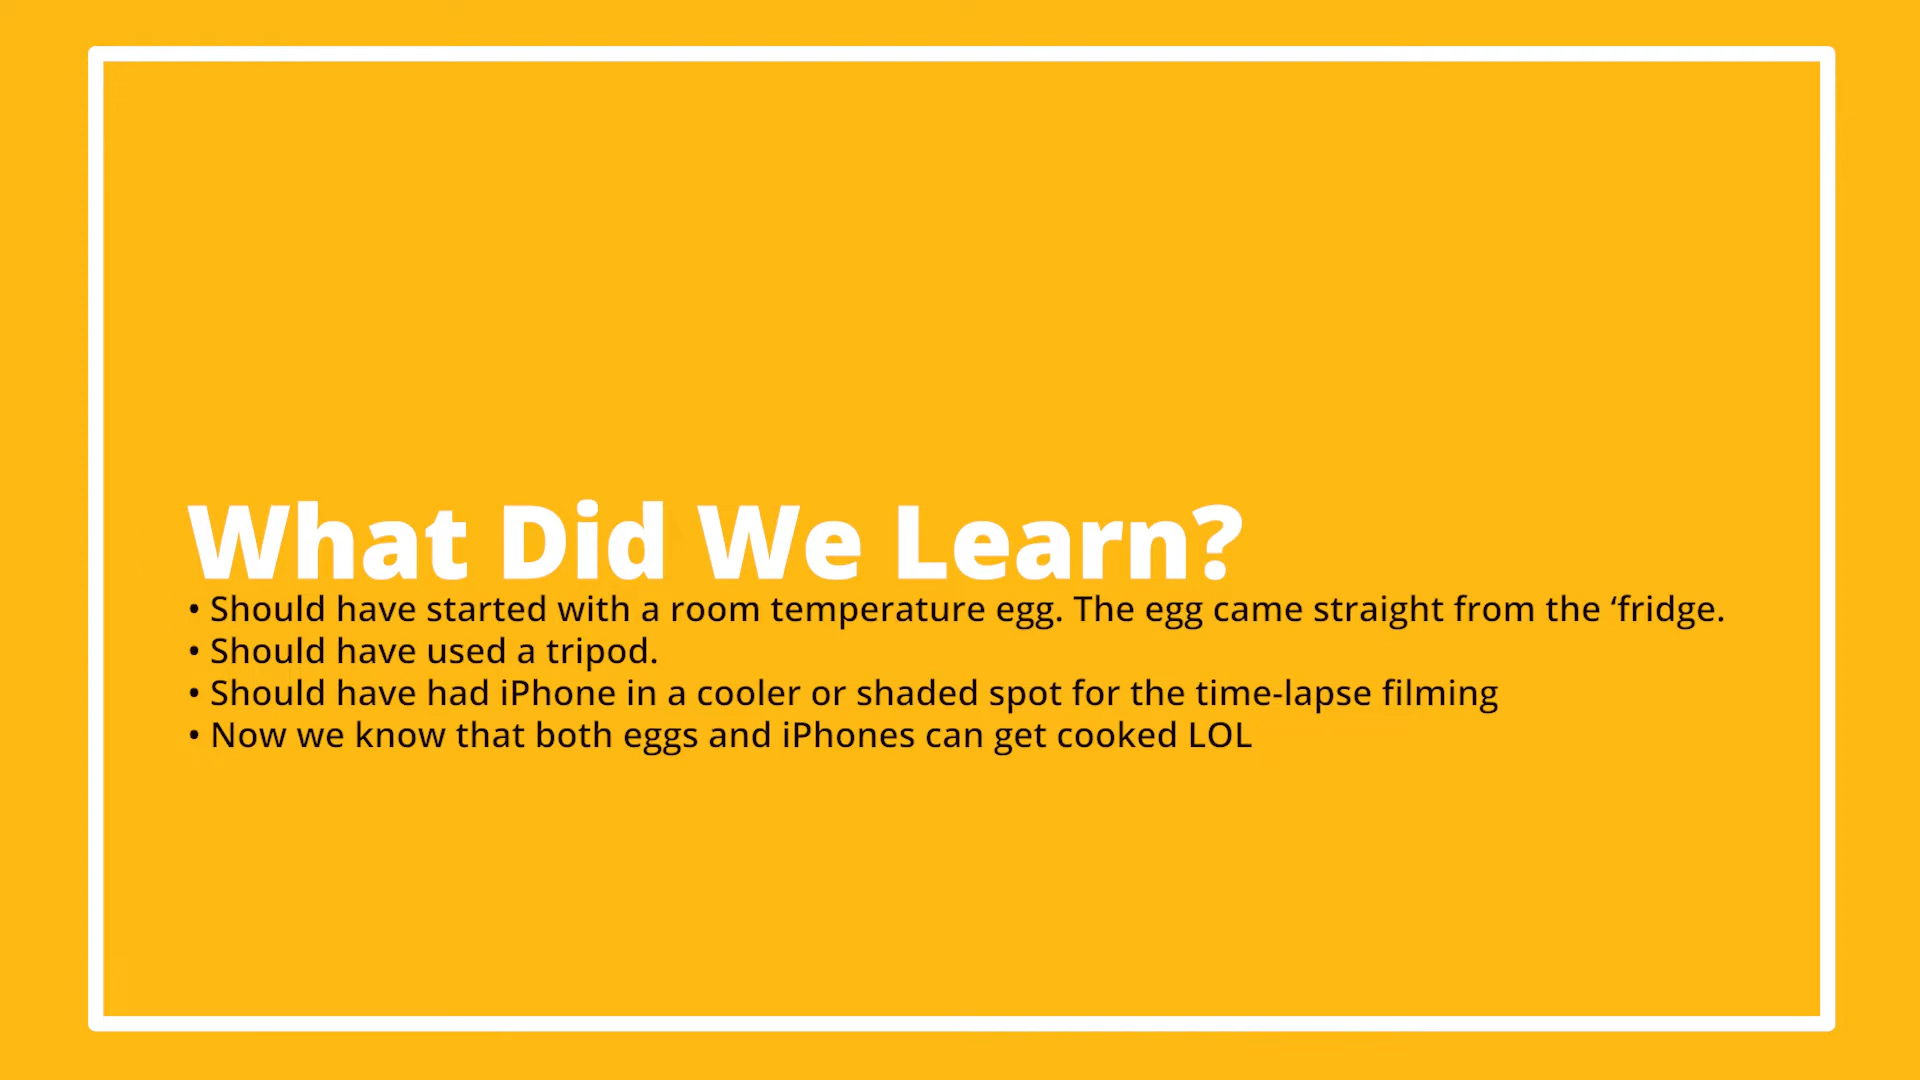 What Did We Learn?
• Should have started with a room temperature egg. The egg came straight from the ‘fridge.
• Should have used a tripod.
• Should have had iPhone in a cooler or shaded spot for the time-lapse filming
• Now we know that both eggs and iPhones can get cooked LOL